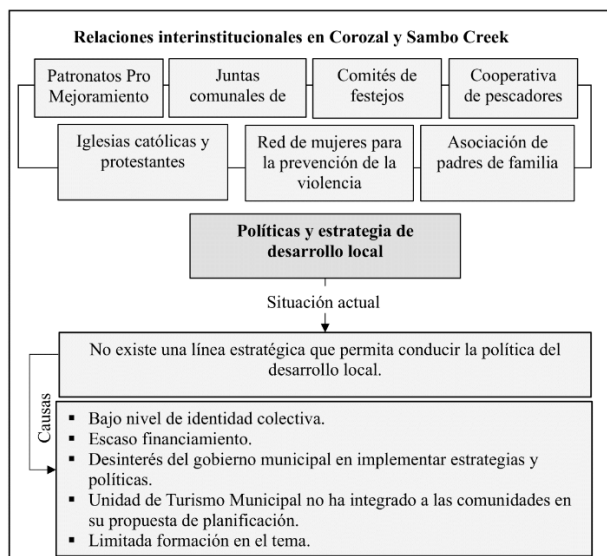 Relaciones interinstitucionales en Corozal y Sambo Creek
Patronatos Pro
Mejoramiento
Juntas
comunales de
Comités de
festejos
Cooperativa
de pescadores
Iglesias católicas y
protestantes
Red de mujeres para
la prevención de la
violencia
Asociación de
padres de familia
Políticas y estrategia de
desarrollo local
Situación actual
No existe una línea estratégica que permita conducir la política del
desarrollo local.
Causas
▪ Bajo nivel de identidad colectiva.
▪ Escaso financiamiento.
▪ Desinterés del gobierno municipal en implementar estrategias y
políticas.
▪ Unidad de Turismo Municipal no ha integrado a las comunidades en
su propuesta de planificación.
▪ Limitada formación en el tema.